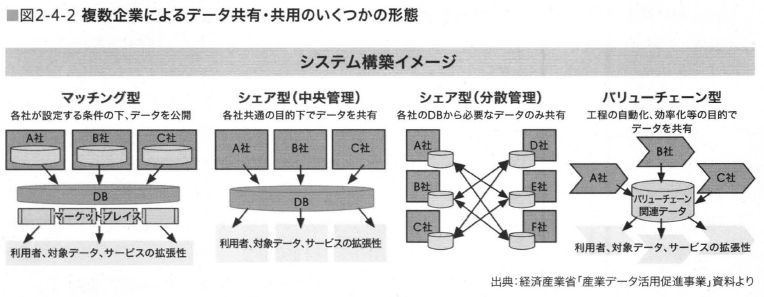 ■図2-4-2 複数企業によるデータ共有・共用のいくつかの形態
システム構築イメージ
マッチング型
各社が設定する条件の下、データを公開
A社
B社
C社
DB
マーケットプレイス
利用者、対象データ、サービスの拡張性
シェア型(中央管理)
各社共通の目的下でデータを共有
A社
B社
C社
DB
利用者、対象データ、サービスの拡張性
シェア型(分散管理)
各社のDBから必要なデータのみ共有
A社
D社
B社
E社
C社
F社
バリューチェーン型
工程の自動化、効率化等の目的で
データを共有
B社
A社
C社
バリューチェーン
関連データ
利用者、対象データ、サービスの拡張性
出典:経済産業省「産業データ活用促進事業」資料より